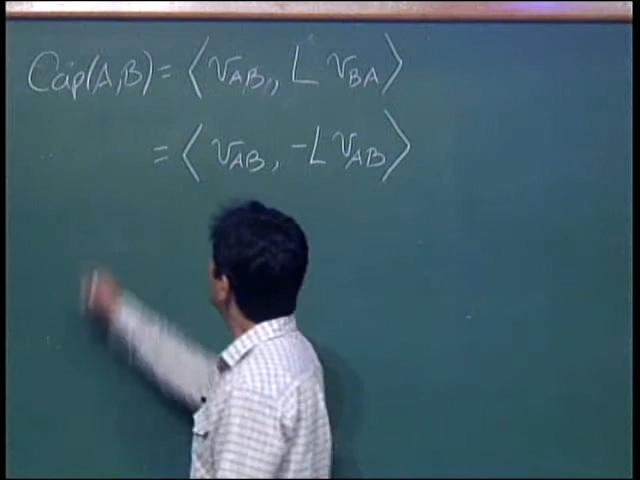 Cap(A,B) = ⟨ V_AB, L V_BA ⟩
= ⟨ V_AB, -L V_AB ⟩